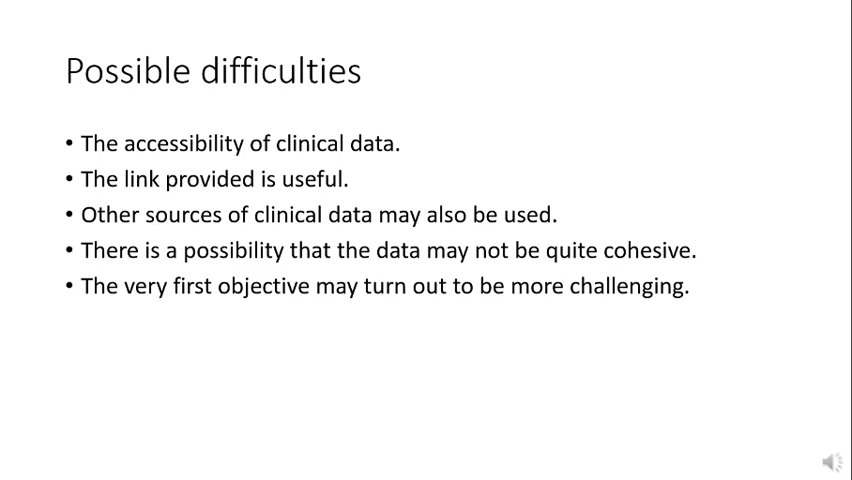 Possible difficulties
• The accessibility of clinical data.
• The link provided is useful.
• Other sources of clinical data may also be used.
• There is a possibility that the data may not be quite cohesive.
• The very first objective may turn out to be more challenging.